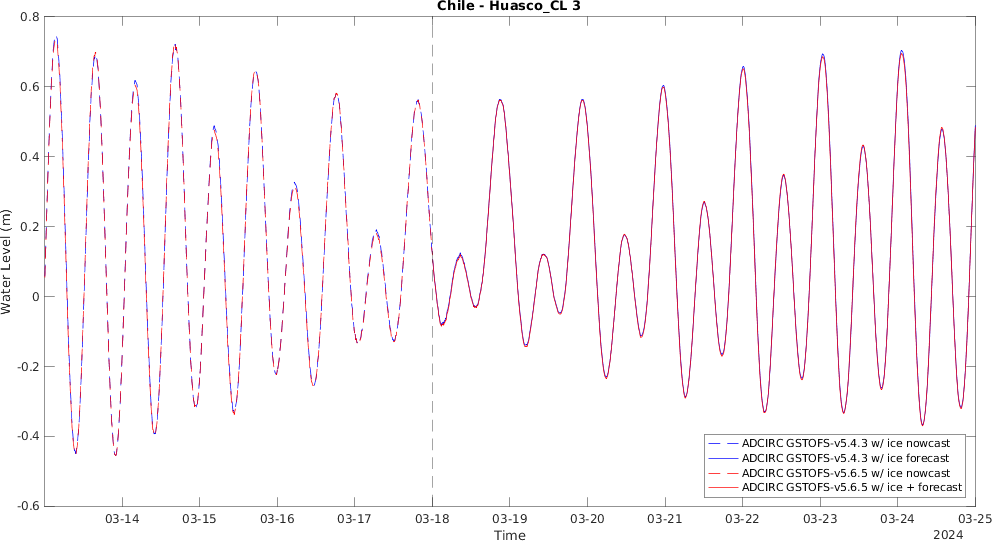 Chile - Huasco_CL 3
0.8
0.6
0.4
0.2
0
-0.2
-0.4
-0.6
Water Level (m)
ADCIRC GSTOFS-v5.4.3 w/ ice nowcast
ADCIRC GSTOFS-v5.4.3 w/ ice forecast
ADCIRC GSTOFS-v5.6.5 w/ ice nowcast
ADCIRC GSTOFS-v5.6.5 w/ ice + forecast
03-14 03-15 03-16 03-17 03-18 03-19 03-20 03-21 03-22 03-23 03-24 03-25
Time
2024